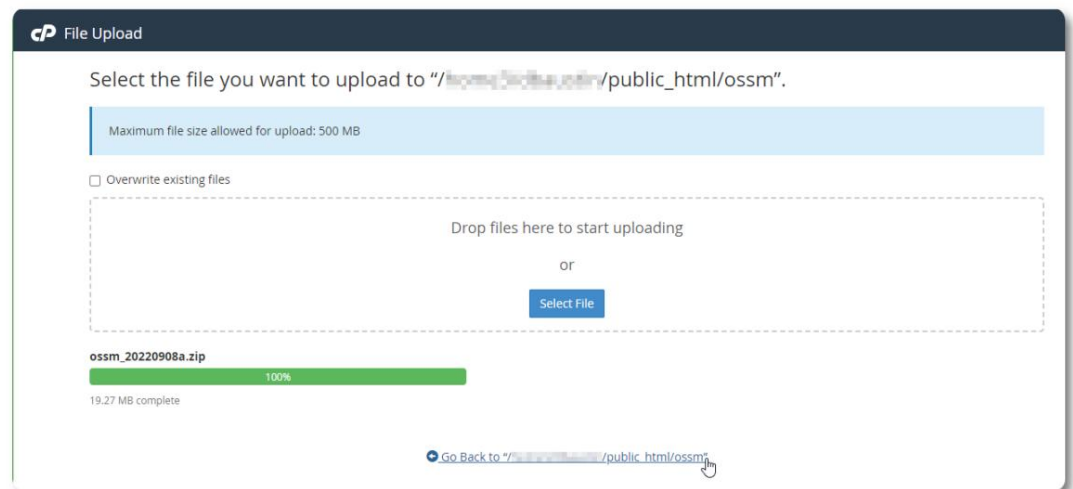 cP File Upload
Select the file you want to upload to “/ /public_html/ossm”.
Maximum file size allowed for upload: 500 MB
Overwrite existing files
Drop files here to start uploading
or
Select File
ossm_20220908a.zip
100%
19.27 MB complete
Go Back to “/ /public_html/ossm”